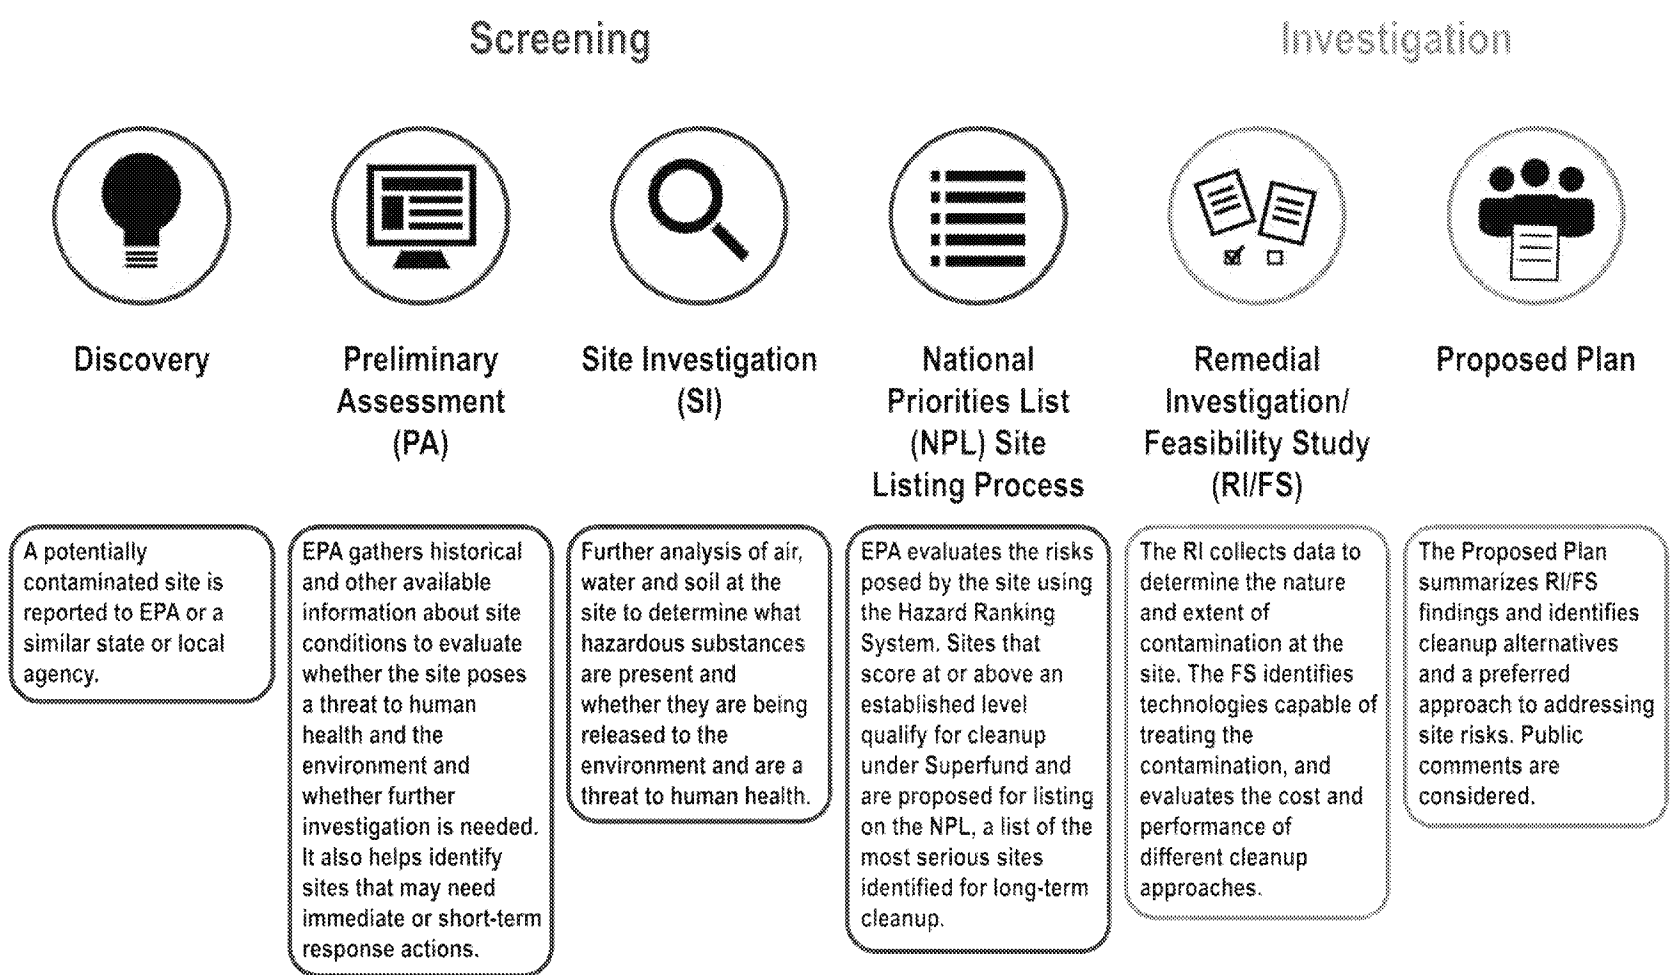 Screening
Investigation
Discovery
Preliminary
Assessment
(PA)
Site Investigation
(SI)
National
Priorities List
(NPL) Site
Listing Process
Remedial
Investigation/
Feasibility Study
(RI/FS)
Proposed Plan
A potentially
contaminated site is
reported to EPA or a
similar state or local
agency.
EPA gathers historical
and other available
information about site
conditions to evaluate
whether the site poses
a threat to human
health and the
environment and
whether further
investigation is needed.
It also helps identify
sites that may need
immediate or short-term
response actions.
Further analysis of air,
water and soil at the
site to determine what
hazardous substances
are present and
whether they are being
released to the
environment and are a
threat to human health.
EPA evaluates the risks
posed by the site using
the Hazard Ranking
System. Sites that
score at or above an
established level
qualify for cleanup
under Superfund and
are proposed for listing
on the NPL, a list of the
most serious sites
identified for long-term
cleanup.
The RI collects data to
determine the nature
and extent of
contamination at the
site. The FS identifies
technologies capable of
treating the
contamination, and
evaluates the cost and
performance of
different cleanup
approaches.
The Proposed Plan
summarizes RI/FS
findings and identifies
cleanup alternatives
and a preferred
approach to addressing
site risks. Public
comments are
considered.